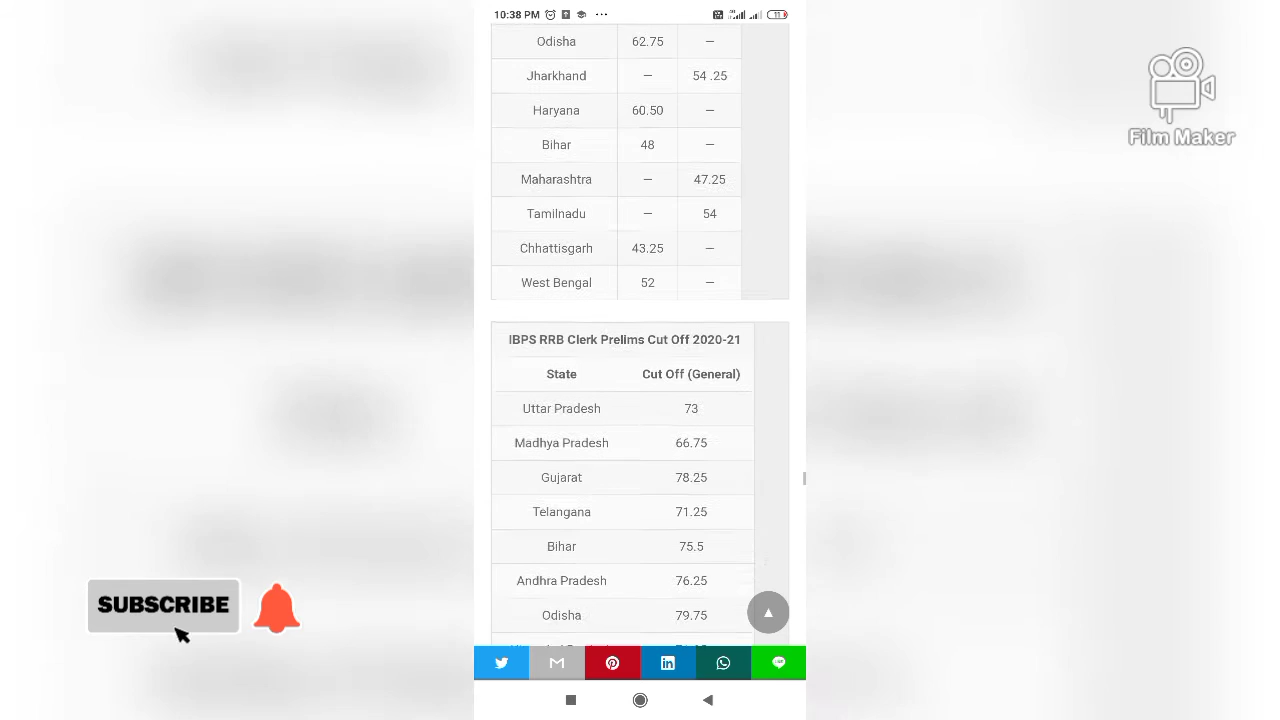 10:38 PM
11
Odisha 62.75 —
Jharkhand — 54 .25
Haryana 60.50 —
Bihar 48 —
Maharashtra — 47.25
Tamilnadu — 54
Chhattisgarh 43.25 —
West Bengal 52 —
IBPS RRB Clerk Prelims Cut Off 2020-21
State Cut Off (General)
Uttar Pradesh 73
Madhya Pradesh 66.75
Gujarat 78.25
Telangana 71.25
Bihar 75.5
Andhra Pradesh 76.25
Odisha 79.75
Film Maker
SUBSCRIBE